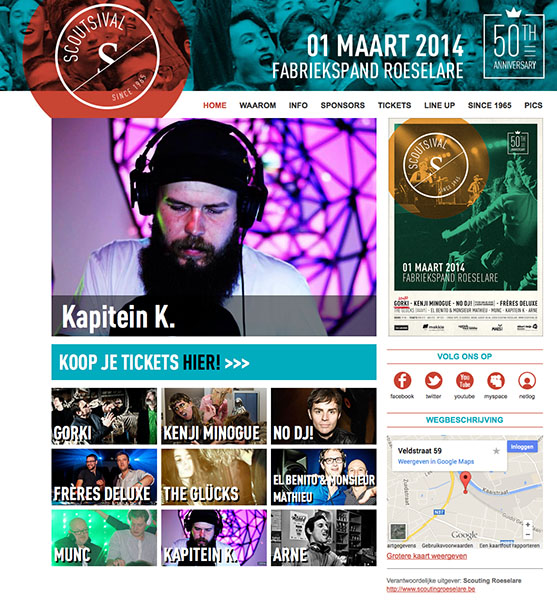 SCOUTSIVAL
S
SINCE 1965
01 MAART 2014
FABRIEKSPAND ROESELARE
50TH
ANNIVERSARY
HOME WAAROM INFO SPONSORS TICKETS LINE UP SINCE 1965 PICS
Kapitein K.
SCOUTSIVAL
S
SINCE 1965
50TH
01 MAART 2014
FABRIEKSPAND ROESELARE
GORKI • KENJI MINOGUE • NO DJ! • FRÈRES DELUXE
THE GLÜCKS • EL BENITO & MONSIEUR MATHIEU • MUNC • KAPITEIN K • ARNE
KOOP JE TICKETS HIER! >>>
GORKI
KENJI MINOGUE
NO DJ!
FRÈRES DELUXE
THE GLÜCKS
EL BENITO & MONSIEUR
MATHIEU
MUNC
KAPITEIN K.
ARNE
VOLG ONS OP
facebook twitter youtube myspace netlog
WEGBESCHRIJVING
Veldstraat 59
Weergeven in Google Maps
Inloggen
Zuidstraat
Keerstraat
N37
Google
artgegevens Gebruiksvoorwaarden Een kaartfout rapporteren
Grotere kaart weergeven
Verantwoordelijke uitgever: Scouting Roeselare
http://www.scoutingroeselare.be